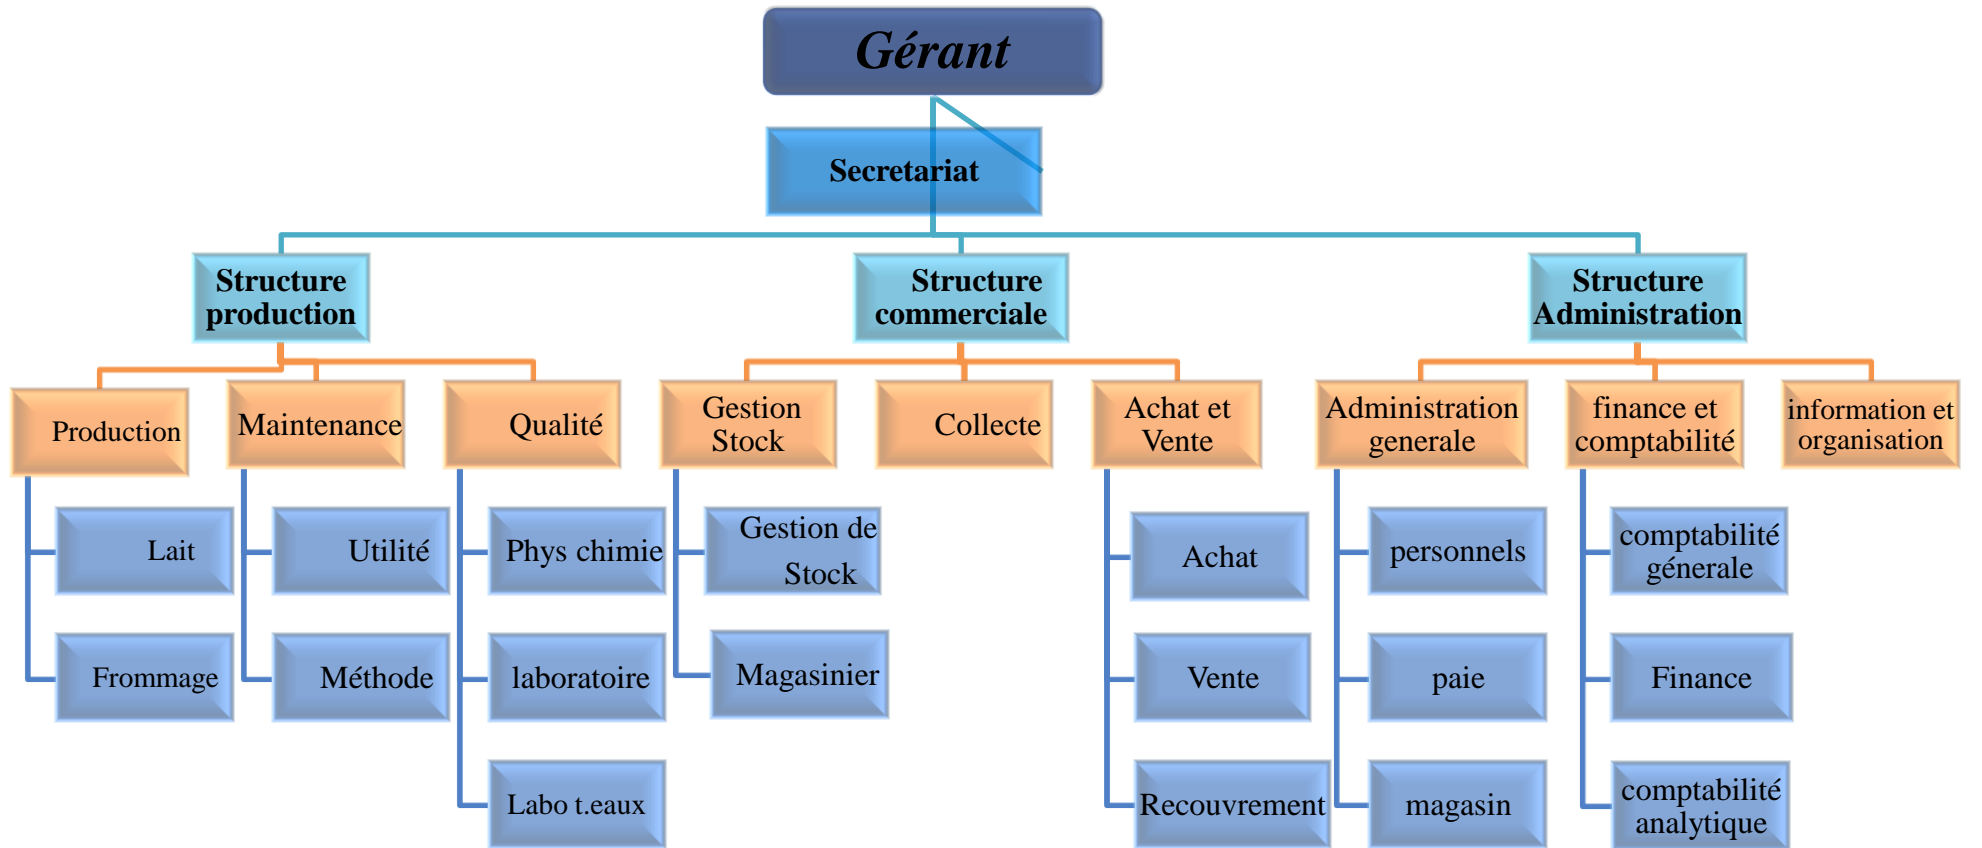 Gérant
Secretariat
Structure
production
Structure
commerciale
Structure
Administration
Production
Maintenance
Qualité
Gestion
Stock
Collecte
Achat et
Vente
Administration
generale
finance et
comptabilité
information et
organisation
Lait
Utilité
Phys chimie
Gestion de
Stock
Achat
personnels
comptabilité
génerale
Frommage
Méthode
laboratoire
Magasinier
Vente
paie
Finance
Labo t.eaux
Recouvrement
magasin
comptabilité
analytique